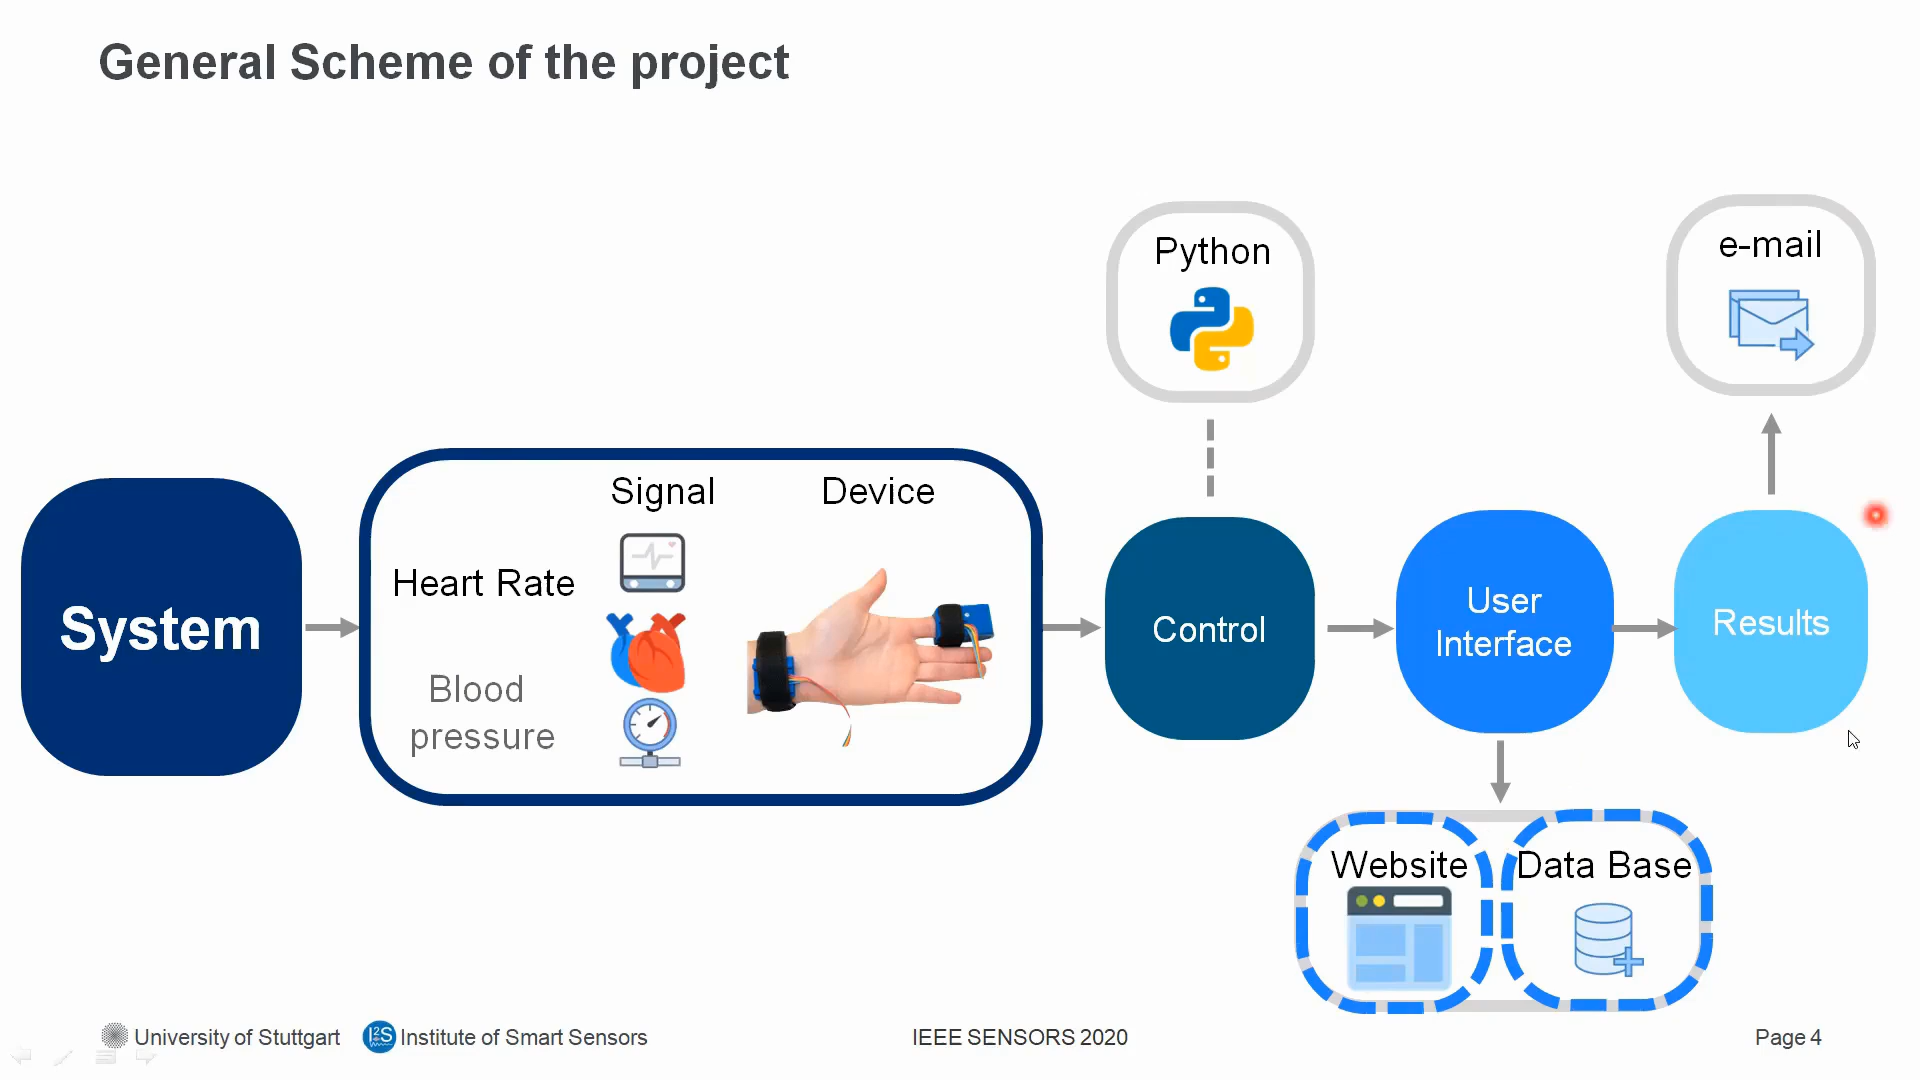 General Scheme of the project
Python
e-mail
Signal
Device
Heart Rate
Blood
pressure
System
Control
User
Interface
Results
Website
Data Base
University of Stuttgart
I2S
Institute of Smart Sensors
IEEE SENSORS 2020
Page 4